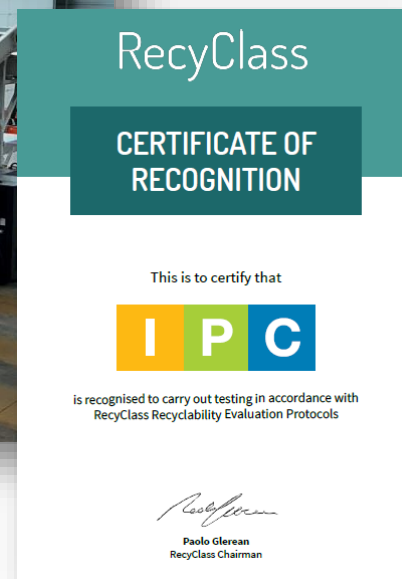 RecyClass
CERTIFICATE OF
RECOGNITION
This is to certify that
I P C
is recognised to carry out testing in accordance with
RecyClass Recyclability Evaluation Protocols
Paolo Glerean
RecyClass Chairman